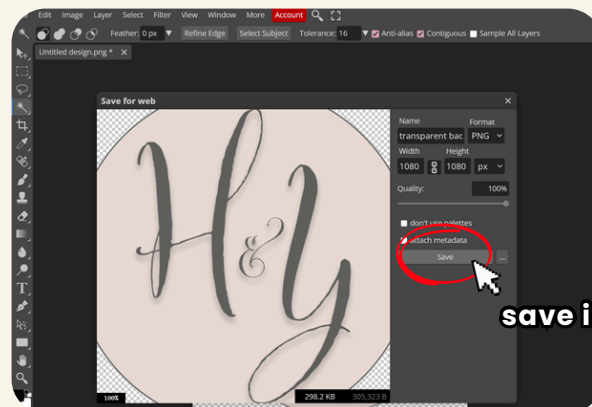 Edit Image Layer Select Filter View Window More Account
Feather: 0 px Refine Edge Select Subject Tolerance: 16 Anti-alias Contiguous Sample All Layers
Untitled design.png *
Save for web
Name Format
transparent bac PNG
Width Height
1080 1080 px
Quality: 100%
don't use palettes
attach metadata
Save ...
H&y
save i
100% 298.2 KB 305,323 B